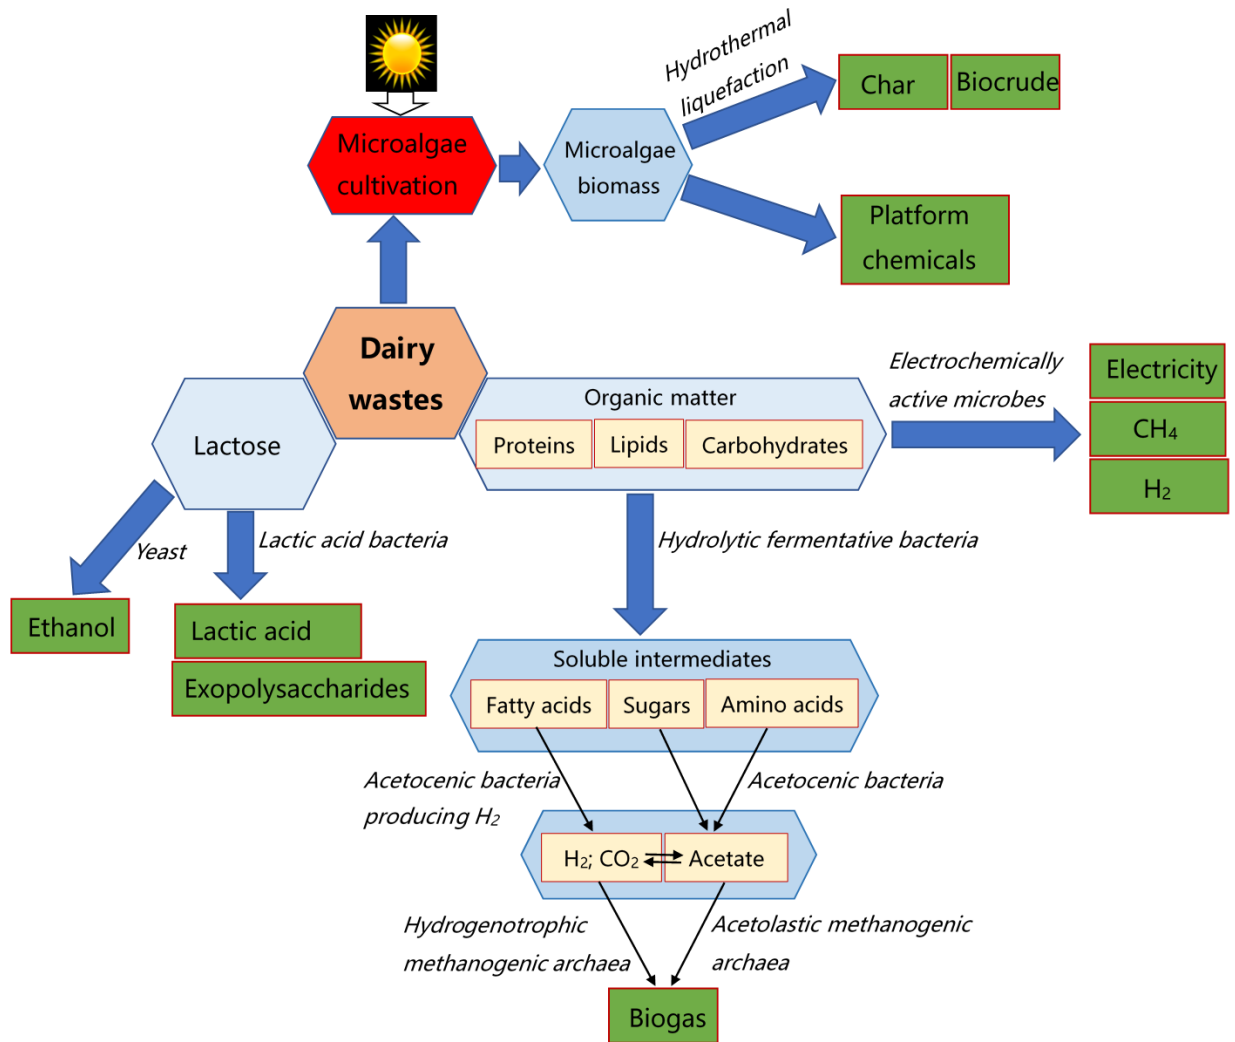 Hydrothermal
liquefaction
Char
Biocrude
Microalgae
cultivation
Microalgae
biomass
Platform
chemicals
Dairy
wastes
Electrochemically
active microbes
Electricity
CH₄
H₂
Organic matter
Proteins
Lipids
Carbohydrates
Lactose
Yeast
Lactic acid bacteria
Hydrolytic fermentative bacteria
Ethanol
Lactic acid
Exopolysaccharides
Soluble intermediates
Fatty acids
Sugars
Amino acids
Acetocenic bacteria
producing H₂
Acetocenic bacteria
H₂; CO₂
Acetate
Hydrogenotrophic
methanogenic archaea
Acetolastic methanogenic
archaea
Biogas